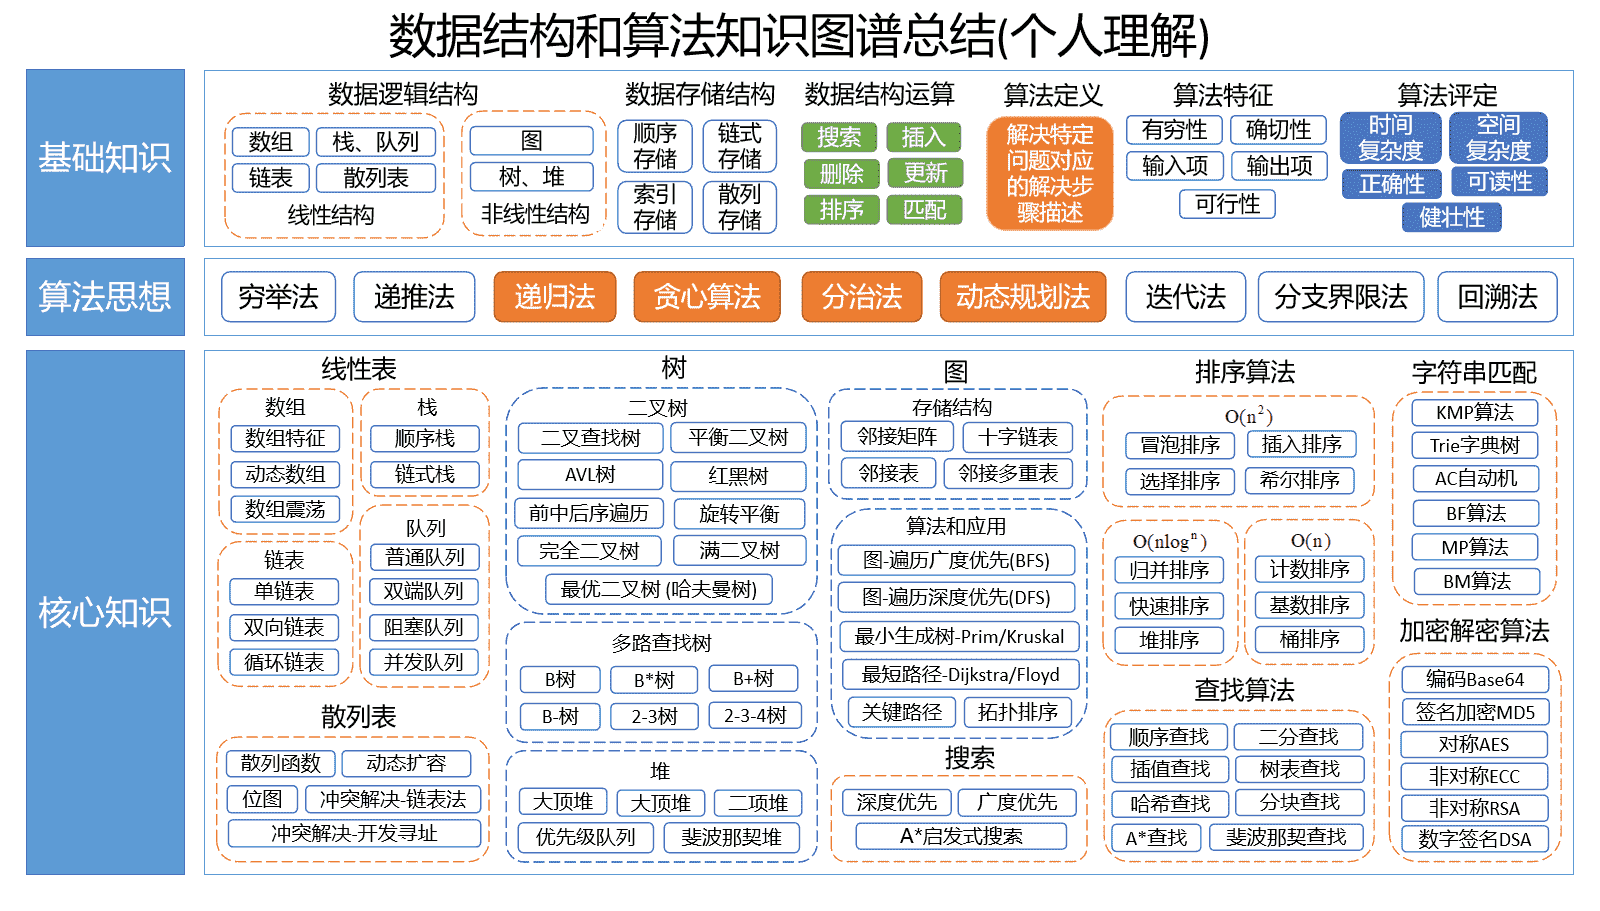 数据结构和算法知识图谱总结(个人理解)
基础知识
数据逻辑结构
数组
栈、队列
链表
散列表
线性结构
图
树、堆
非线性结构
数据存储结构
顺序
存储
链式
存储
索引
存储
散列
存储
数据结构运算
搜索
插入
删除
更新
排序
匹配
算法定义
解决特定
问题对应
的解决步
骤描述
算法特征
有穷性
确切性
输入项
输出项
可行性
算法评定
时间
复杂度
空间
复杂度
正确性
可读性
健壮性
算法思想
穷举法
递推法
递归法
贪心算法
分治法
动态规划法
迭代法
分支界限法
回溯法
核心知识
线性表
数组
数组特征
动态数组
数组震荡
栈
顺序栈
链式栈
链表
单链表
双向链表
循环链表
队列
普通队列
双端队列
阻塞队列
并发队列
散列表
散列函数
动态扩容
位图
冲突解决-链表法
冲突解决-开发寻址
树
二叉树
二叉查找树
平衡二叉树
AVL树
红黑树
前中后序遍历
旋转平衡
完全二叉树
满二叉树
最优二叉树 (哈夫曼树)
多路查找树
B树
B*树
B+树
B-树
2-3树
2-3-4树
堆
大顶堆
大顶堆
二项堆
优先级队列
斐波那契堆
图
存储结构
邻接矩阵
十字链表
邻接表
邻接多重表
算法和应用
图-遍历广度优先(BFS)
图-遍历深度优先(DFS)
最小生成树-Prim/Kruskal
最短路径-Dijkstra/Floyd
关键路径
拓扑排序
搜索
深度优先
广度优先
A*启发式搜索
排序算法
O(n²)
冒泡排序
插入排序
选择排序
希尔排序
O(nlogⁿ)
归并排序
快速排序
堆排序
O(n)
计数排序
基数排序
桶排序
查找算法
顺序查找
二分查找
插值查找
树表查找
哈希查找
分块查找
A*查找
斐波那契查找
字符串匹配
KMP算法
Trie字典树
AC自动机
BF算法
MP算法
BM算法
加密解密算法
编码Base64
签名加密MD5
对称AES
非对称ECC
非对称RSA
数字签名DSA